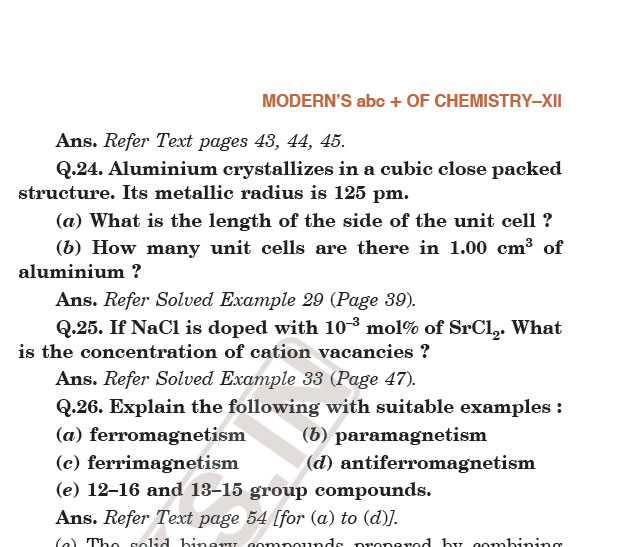 MODERN'S abc + OF CHEMISTRY–XII
Ans. Refer Text pages 43, 44, 45.
Q.24. Aluminium crystallizes in a cubic close packed
structure. Its metallic radius is 125 pm.
(a) What is the length of the side of the unit cell ?
(b) How many unit cells are there in 1.00 cm³ of
aluminium ?
Ans. Refer Solved Example 29 (Page 39).
Q.25. If NaCl is doped with 10⁻³ mol% of SrCl₂. What
is the concentration of cation vacancies ?
Ans. Refer Solved Example 33 (Page 47).
Q.26. Explain the following with suitable examples :
(a) ferromagnetism (b) paramagnetism
(c) ferrimagnetism (d) antiferromagnetism
(e) 12–16 and 13–15 group compounds.
Ans. Refer Text page 54 [for (a) to (d)].
(e) The solid binary compounds prepared by combining